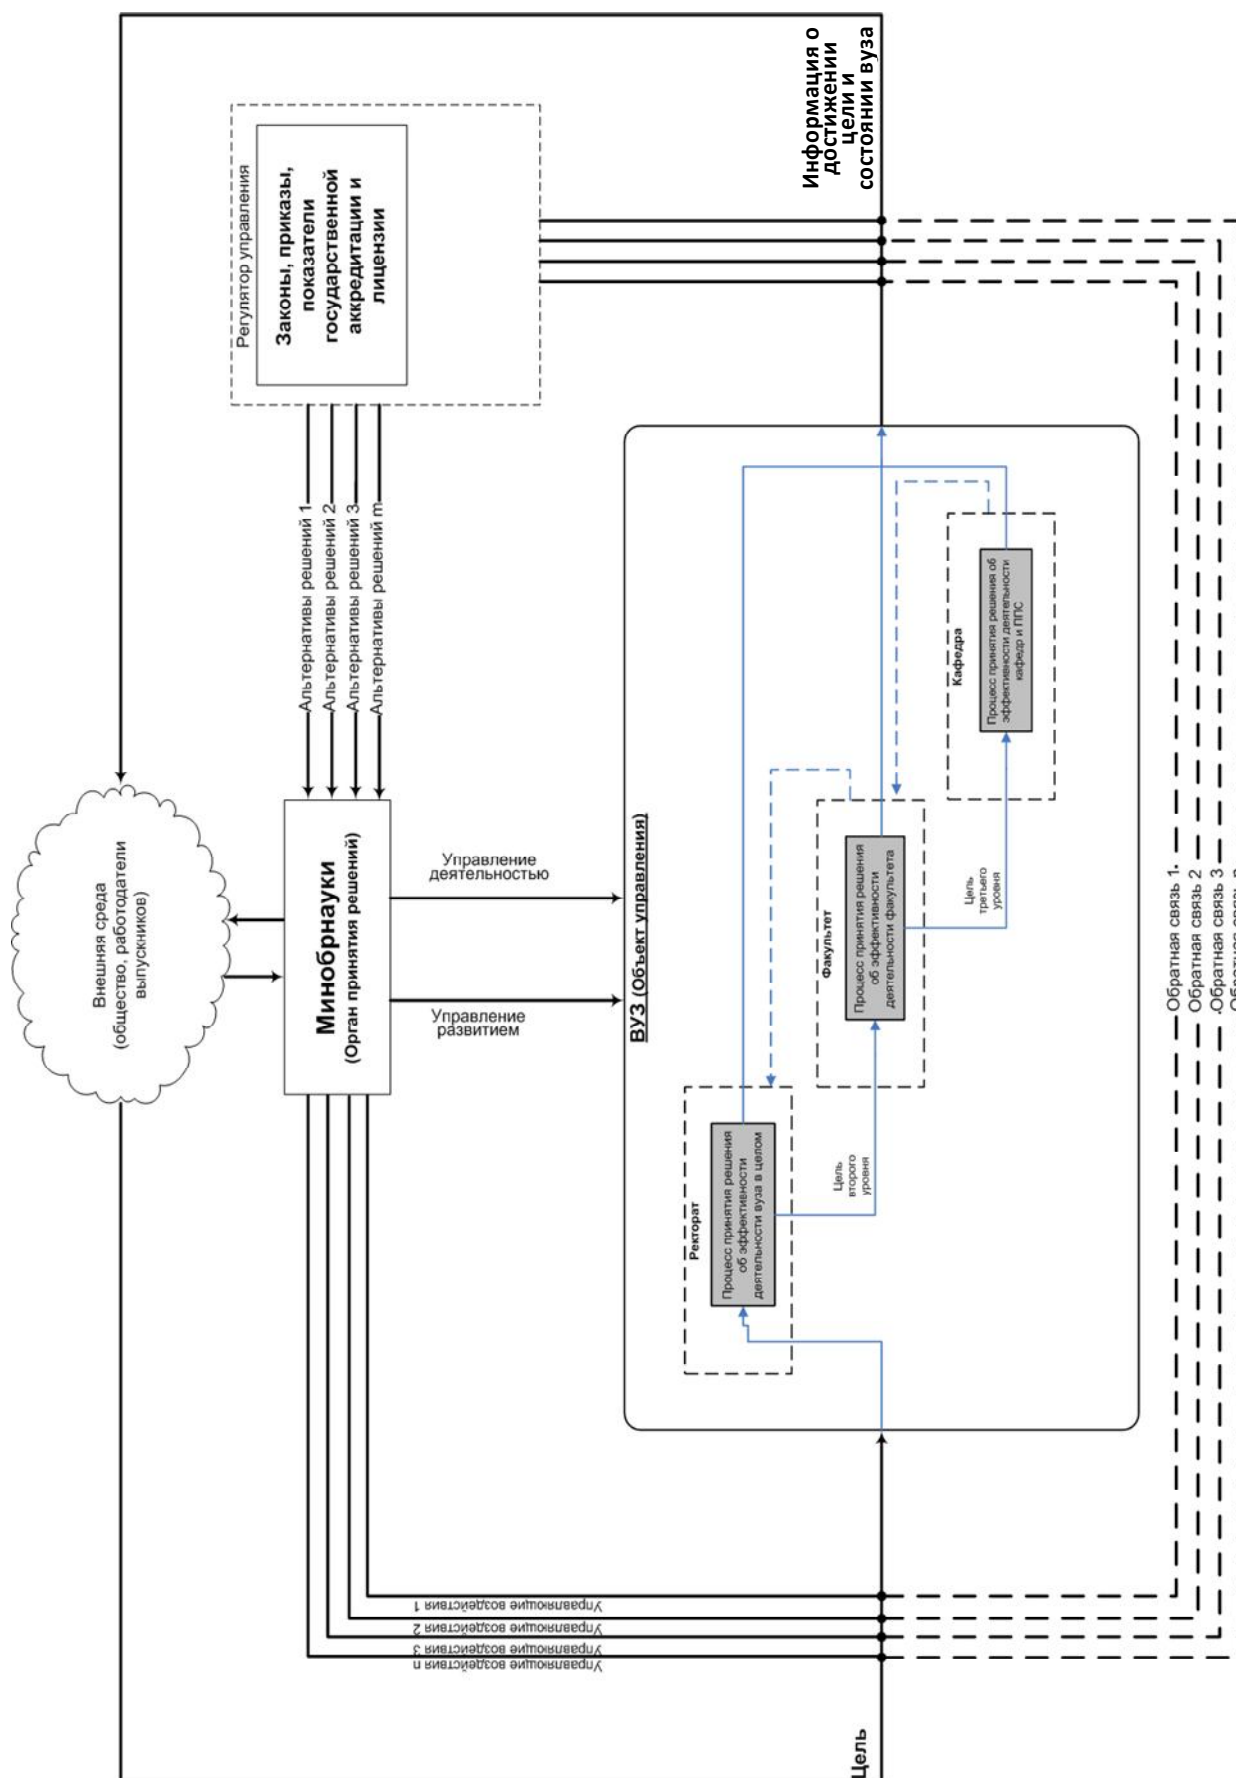 Внешняя среда
(общество, работодатели
выпускников)
Минобрнауки
(Орган принятия решений)
Регулятор управления
Законы, приказы,
показатели
государственной
аккредитации и
лицензии
Альтернативы решений 1
Альтернативы решений 2
Альтернативы решений 3
Альтернативы решений m
Управление
деятельностью
Управление
развитием
Управляющие воздействия n
Управляющие воздействия 3
Управляющие воздействия 2
Управляющие воздействия 1
ВУЗ (Объект управления)
Ректорат
Процесс принятия решения
об эффективности
деятельности вуза в целом
Цель
второго
уровня
Факультет
Процесс принятия решения
об эффективности
деятельности факультета
Цель
третьего
уровня
Кафедра
Процесс принятия решения об
эффективности деятельности
кафедр и ППС
Цель
Информация о
достижении
цели и
состоянии вуза
Обратная связь 1.
Обратная связь 2
.Обратная связь 3